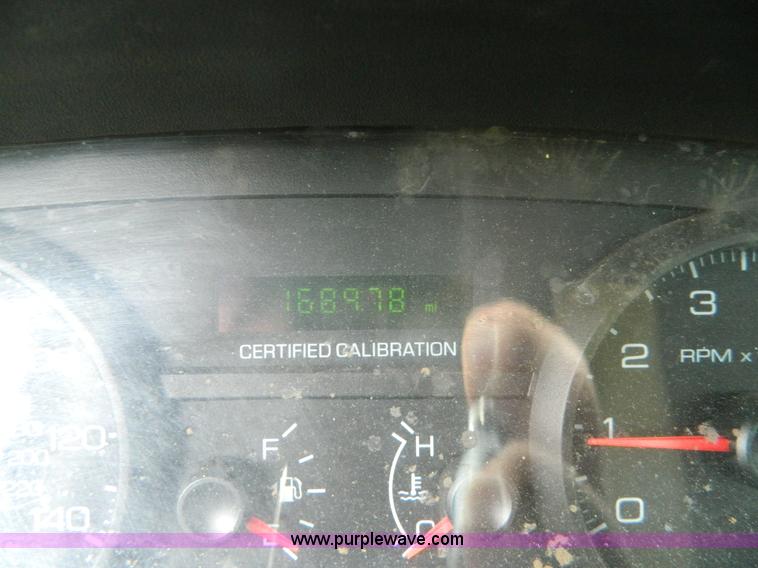 168978 mi
CERTIFIED CALIBRATION
3
2
RPM x
1
0
F
H
120
140
www.purplewave.com